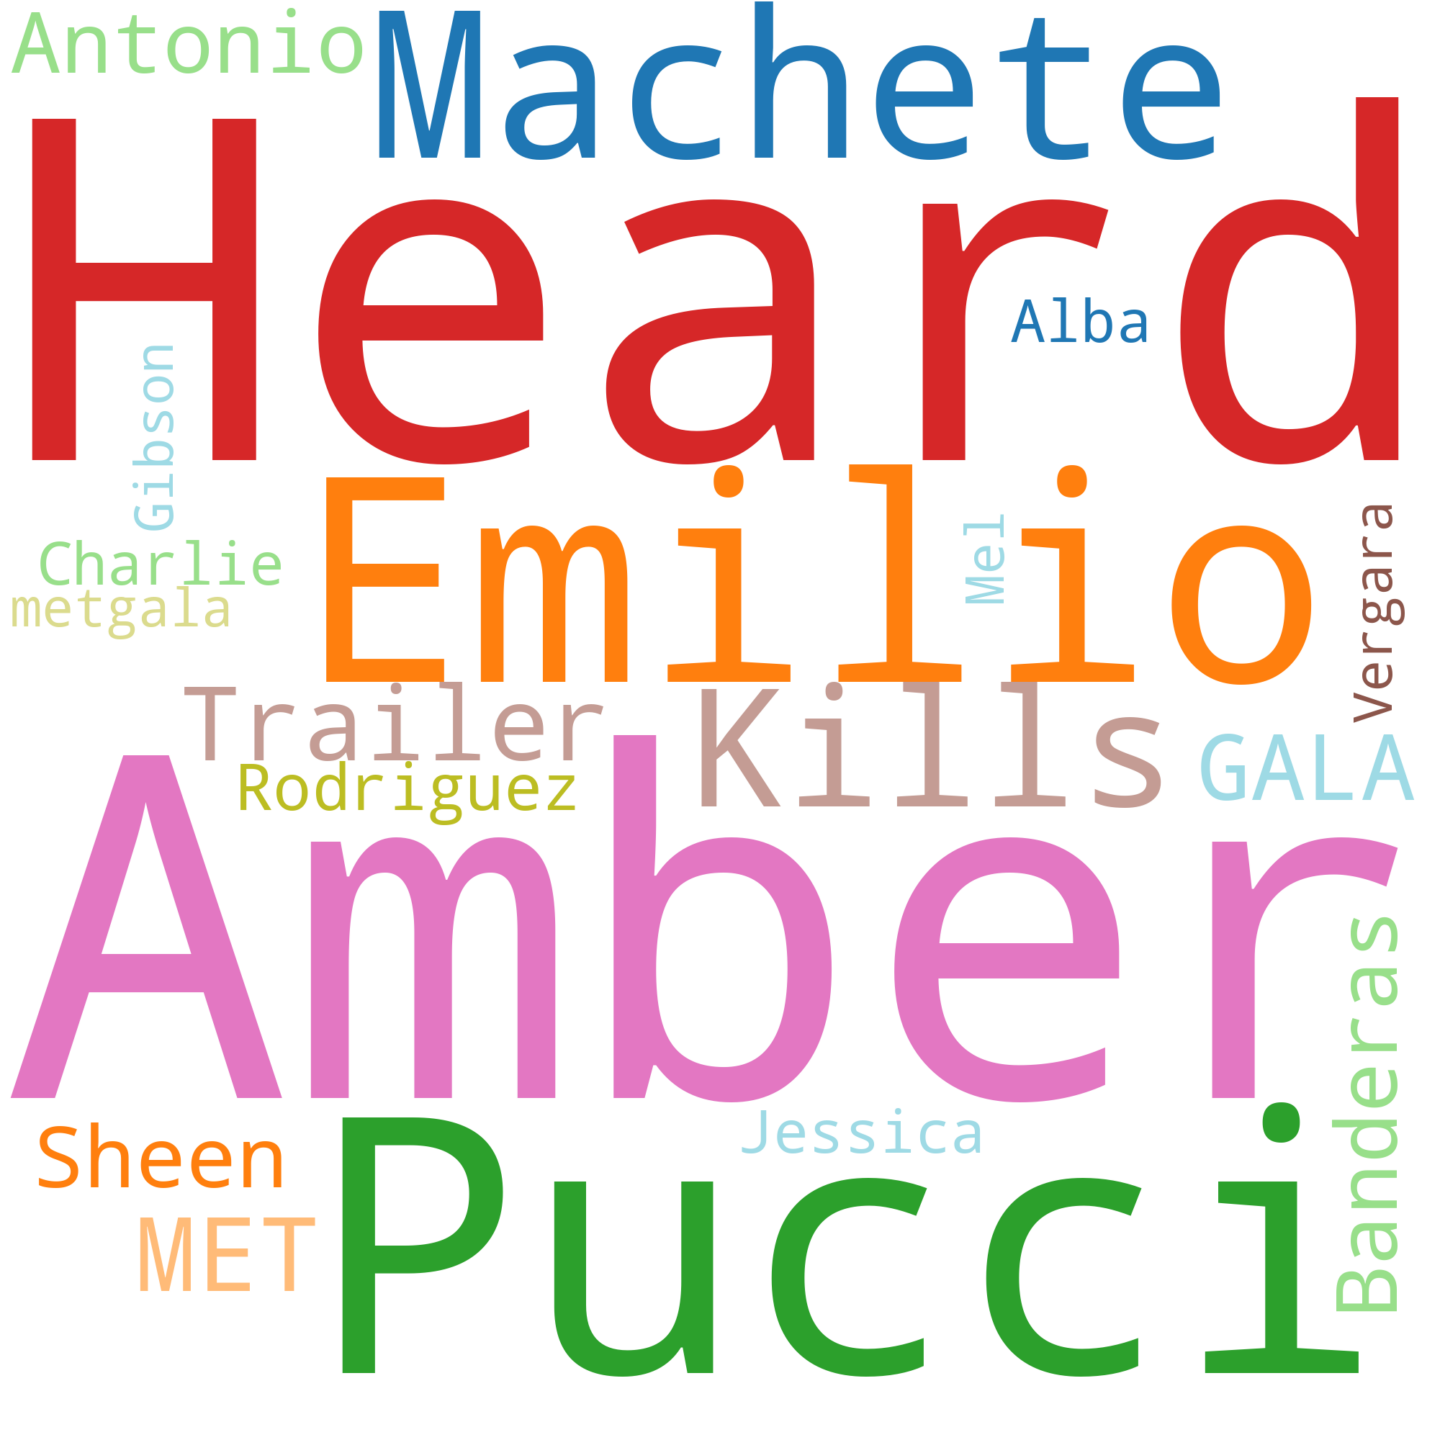 Antonio
Machete
Heard
Alba
Gibson
Emilio
Mel
Vergara
Charlie
metgala
Trailer
Kills
GALA
Rodriguez
Amber
Banderas
Sheen
Jessica
Pucci
MET